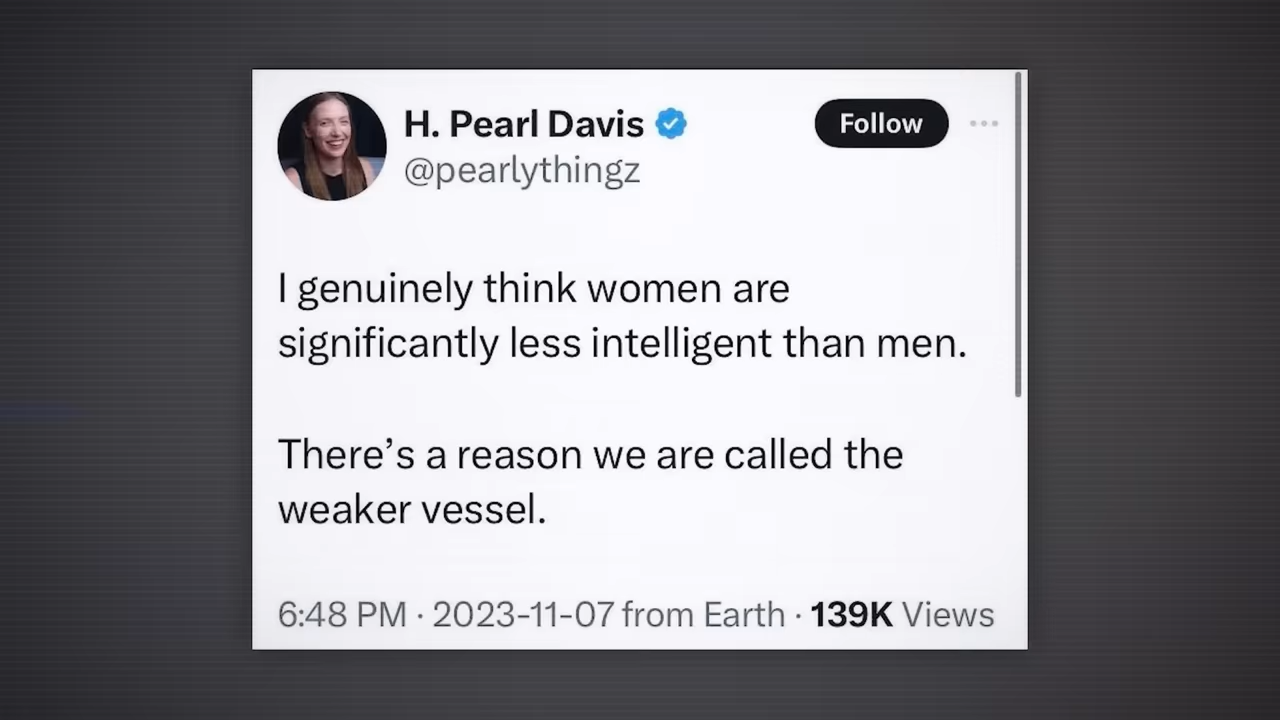 H. Pearl Davis
Follow
@pearlythingz
I genuinely think women are
significantly less intelligent than men.
There’s a reason we are called the
weaker vessel.
6:48 PM · 2023-11-07 from Earth · 139K Views